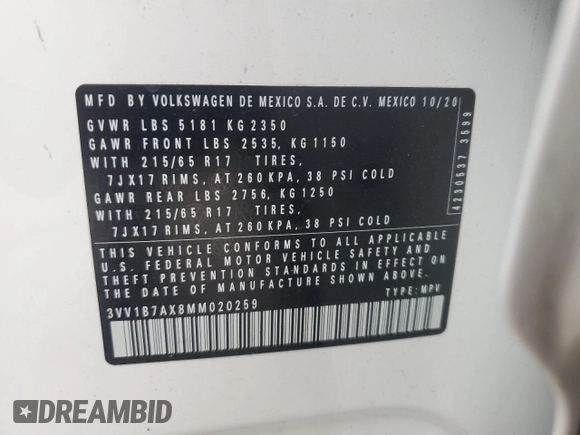 MFD BY VOLKSWAGEN DE MEXICO S.A. DE C.V. MEXICO 10/20
GVWR LBS 5181 KG 2350
GAWR FRONT LBS 2535, KG 1150
WITH 215/65 R17 TIRES,
7JX17 RIMS, AT 260 KPA, 38 PSI COLD
GAWR REAR LBS 2756, KG 1250
WITH 215/65 R17 TIRES,
7JX17 RIMS, AT 260 KPA, 38 PSI COLD
THIS VEHICLE CONFORMS TO ALL APPLICABLE
U.S. FEDERAL MOTOR VEHICLE SAFETY AND
THEFT PREVENTION STANDARDS IN EFFECT ON
THE DATE OF MANUFACTURE SHOWN ABOVE.
3VV1B7AX8MM020259 TYPE: MPV
4230537 3599
DREAMBID